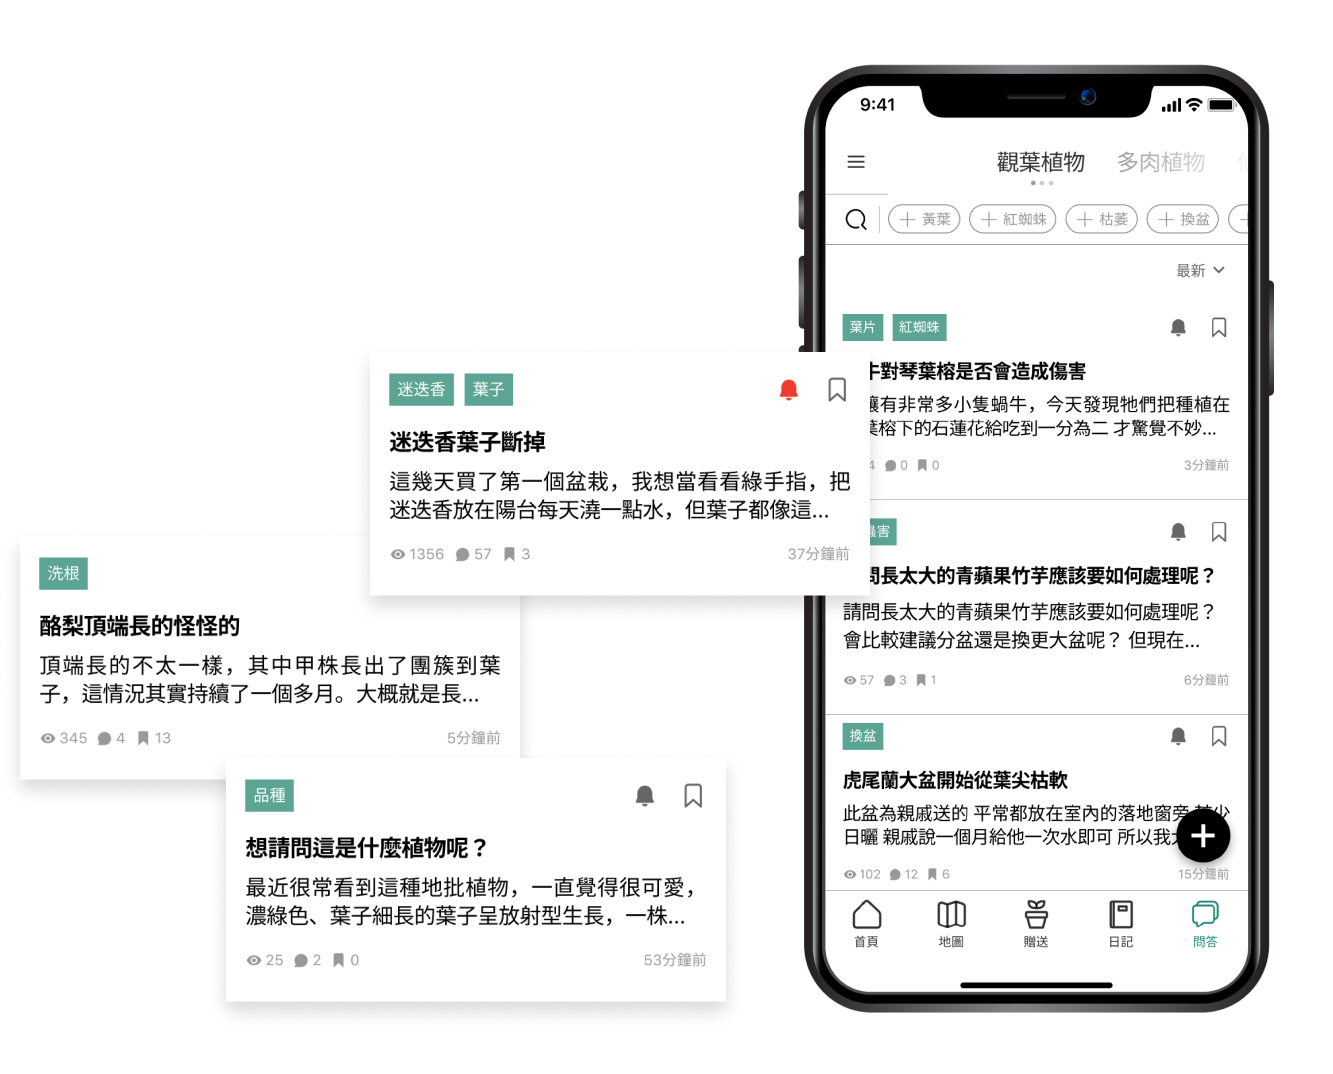 9:41
觀葉植物 多肉植物
黃葉 紅蜘蛛 枯萎 換盆
最新
葉片 紅蜘蛛
牛對琴葉榕是否會造成傷害
有非常多小隻蝸牛，今天發現牠們把種植在
葉榕下的石蓮花給吃到一分為二 才驚覺不妙...
4 0 0 3分鐘前
蟲害
問長太大的青蘋果竹芋應該要如何處理呢？
請問長太大的青蘋果竹芋應該要如何處理呢？
會比較建議分盆還是換更大盆呢？ 但現在...
57 3 1 6分鐘前
換盆
虎尾蘭大盆開始從葉尖枯軟
此盆為親戚送的 平常都放在室內的落地窗旁 較少
日曬 親戚說一個月給他一次水即可 所以我
102 12 6 15分鐘前
首頁 地圖 贈送 日記 問答
迷迭香 葉子
迷迭香葉子斷掉
這幾天買了第一個盆栽，我想當看看綠手指，把
迷迭香放在陽台每天澆一點水，但葉子都像這...
1356 57 3 37分鐘前
洗根
酪梨頂端長的怪怪的
頂端長的不太一樣，其中甲株長出了團簇到葉
子，這情況其實持續了一個多月。大概就是長...
345 4 13 5分鐘前
品種
想請問這是什麼植物呢？
最近很常看到這種地批植物，一直覺得很可愛，
濃綠色、葉子細長的葉子呈放射型生長，一株...
25 2 0 53分鐘前